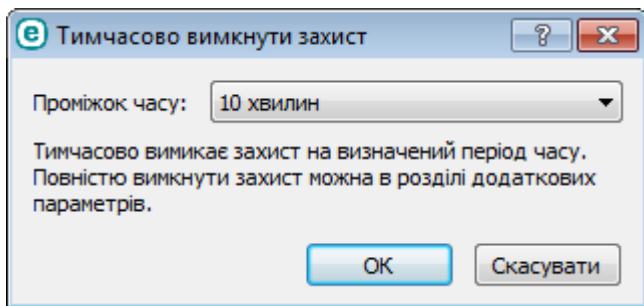 e Тимчасово вимкнути захист ?
Проміжок часу: 10 хвилин
Тимчасово вимикає захист на визначений період часу.
Повністю вимкнути захист можна в розділі додаткових
параметрів.
ОК Скасувати